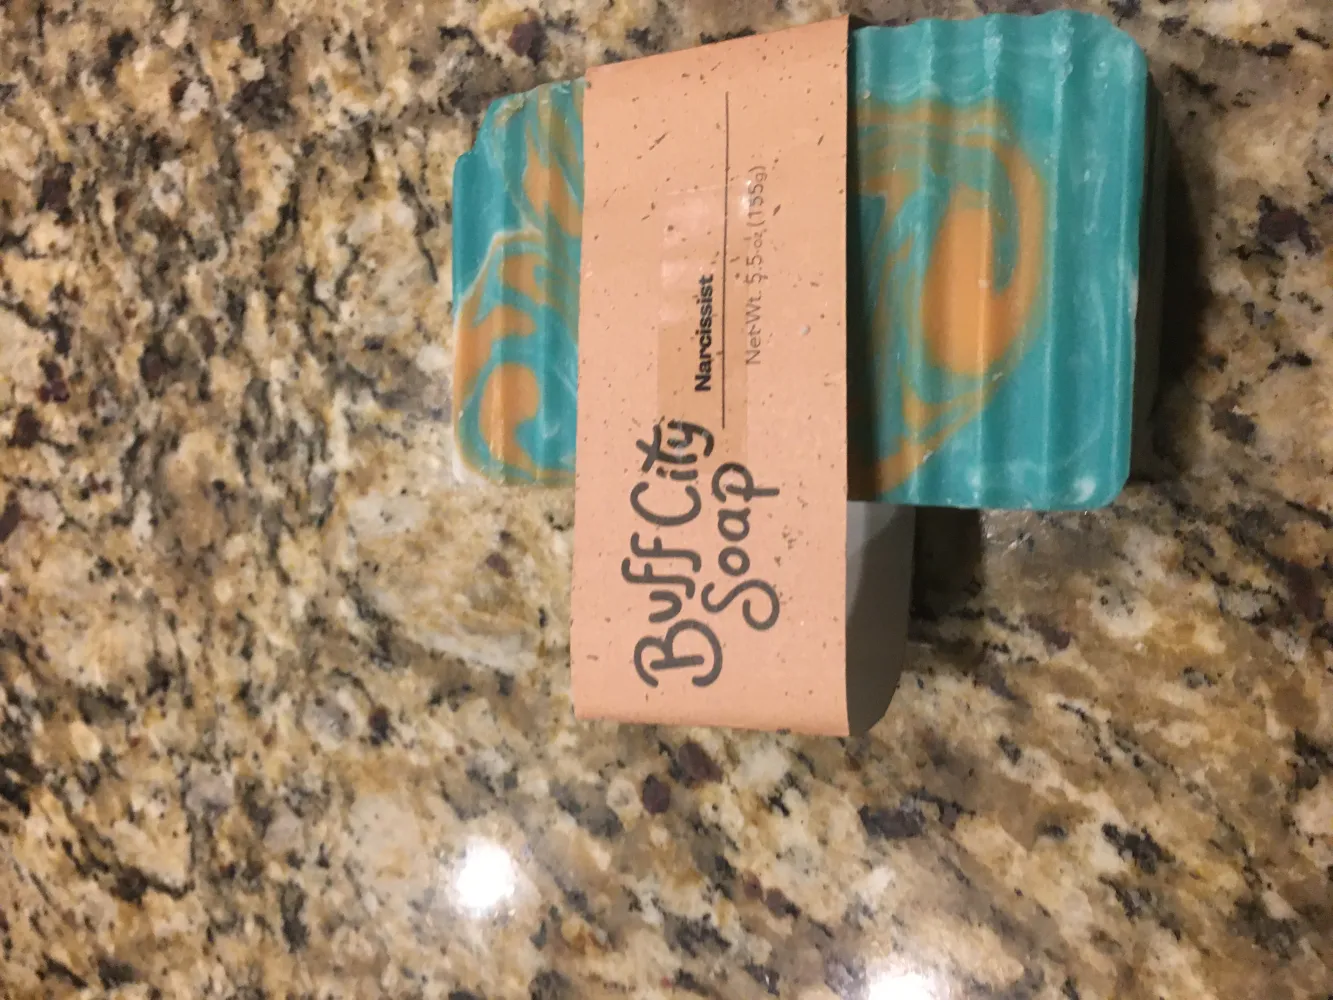 Buff City
Soap
Narcissist
Net Wt. 5.5 oz (155g)